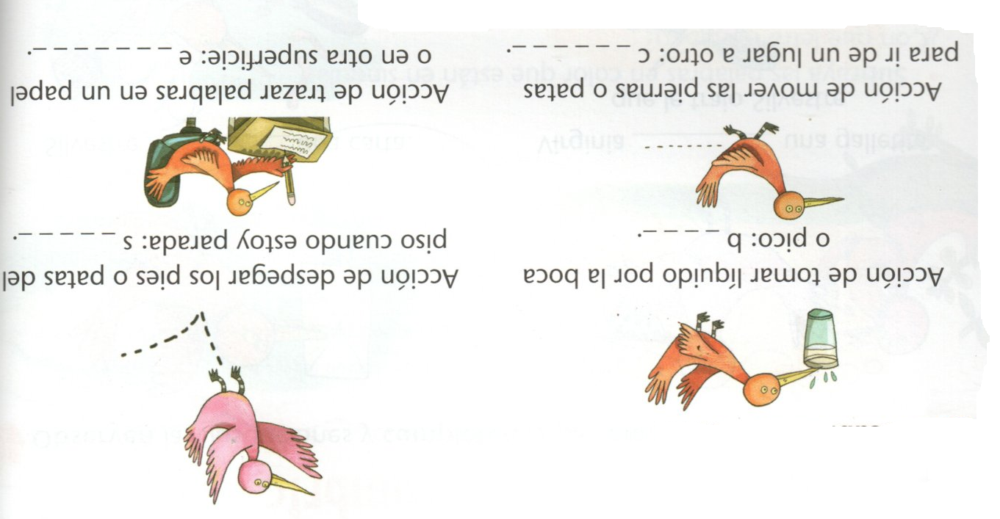 Acción de tomar líquido por la boca
o pico: b _ _ _ _.
Acción de despegar los pies o patas del
piso cuando estoy parada: s _ _ _ _ _.
Acción de mover las piernas o patas
para ir de un lugar a otro: c _ _ _ _ _ _.
Acción de trazar palabras en un papel
o en otra superficie: e _ _ _ _ _ _ _.